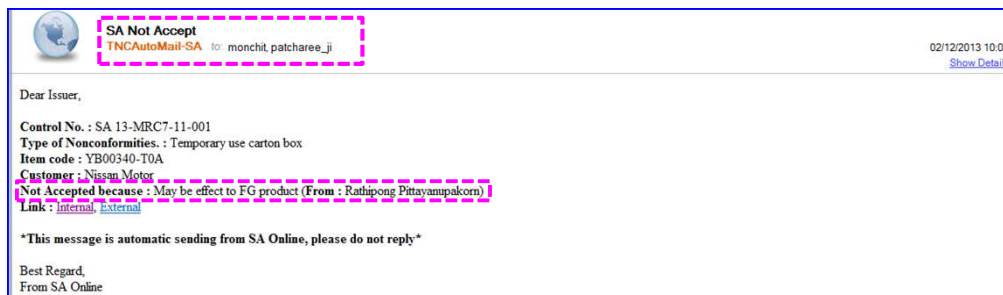 SA Not Accept
TNCAutoMail-SA to: monchit, patcharee_ji
02/12/2013 10:0
Show Detail
Dear Issuer,
Control No. : SA 13-MRC7-11-001
Type of Nonconformities. : Temporary use carton box
Item code : YB00340-T0A
Customer : Nissan Motor
Not Accepted because : May be effect to FG product (From : Rathipong Pittayanupakorn)
Link : Internal, External
*This message is automatic sending from SA Online, please do not reply*
Best Regard,
From SA Online